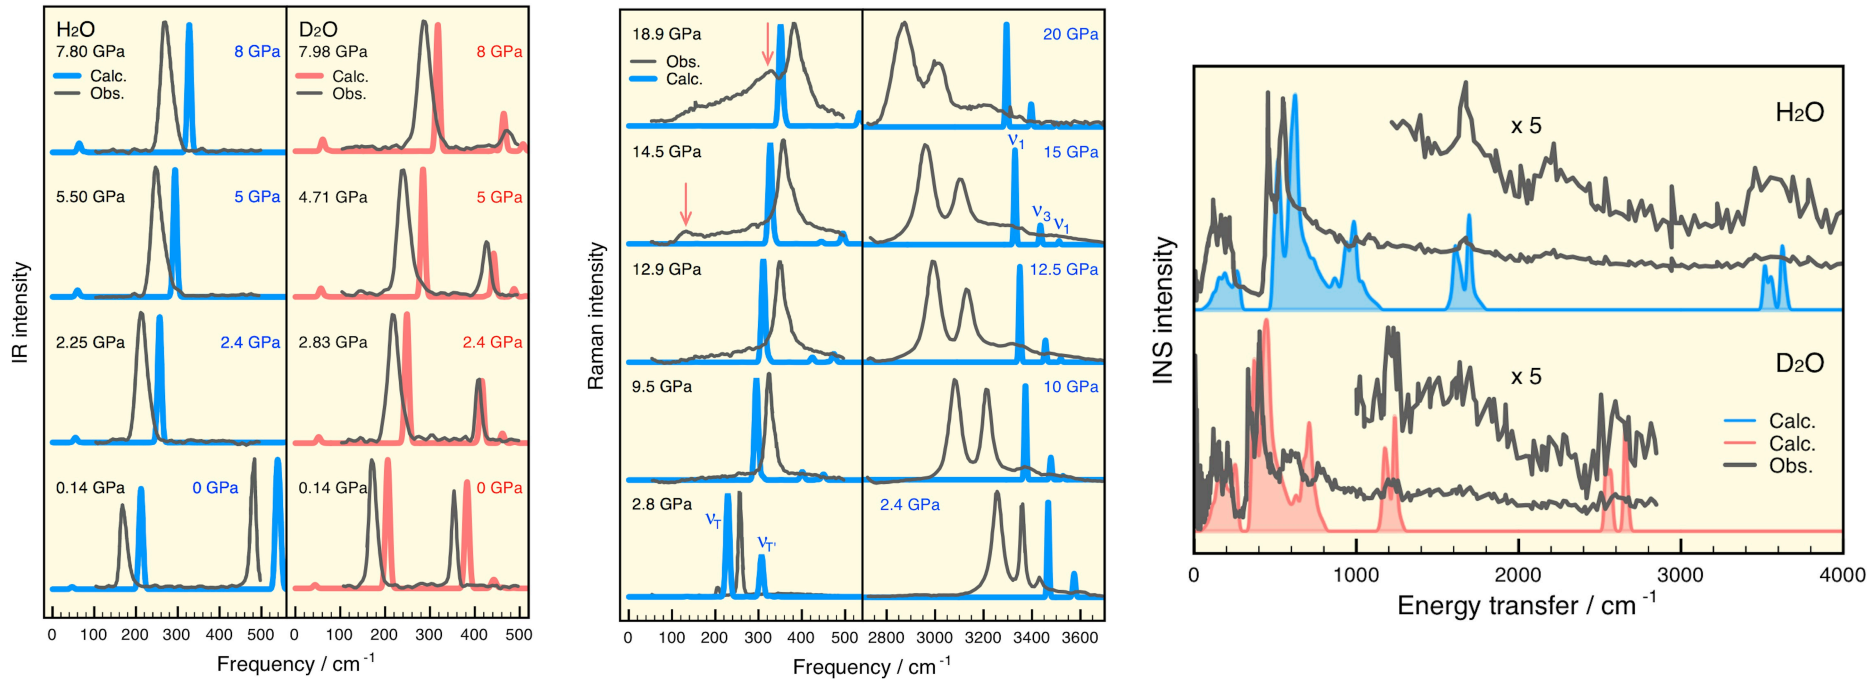 IR intensity
H2O
7.80 GPa
8 GPa
Calc.
Obs.
5.50 GPa
5 GPa
2.25 GPa
2.4 GPa
0.14 GPa
0 GPa
D2O
7.98 GPa
8 GPa
Calc.
Obs.
4.71 GPa
5 GPa
2.83 GPa
2.4 GPa
0.14 GPa
0 GPa
0 100 200 300 400 500 0 100 200 300 400 500
Frequency / cm-1
Raman intensity
18.9 GPa
20 GPa
Obs.
Calc.
14.5 GPa
ν1
15 GPa
ν3 ν1
12.9 GPa
12.5 GPa
9.5 GPa
10 GPa
2.8 GPa
2.4 GPa
νT
νT'
0 100 200 300 400 500 2800 3000 3200 3400 3600
Frequency / cm-1
INS intensity
H2O
x 5
D2O
x 5
Calc.
Calc.
Obs.
0 1000 2000 3000 4000
Energy transfer / cm-1